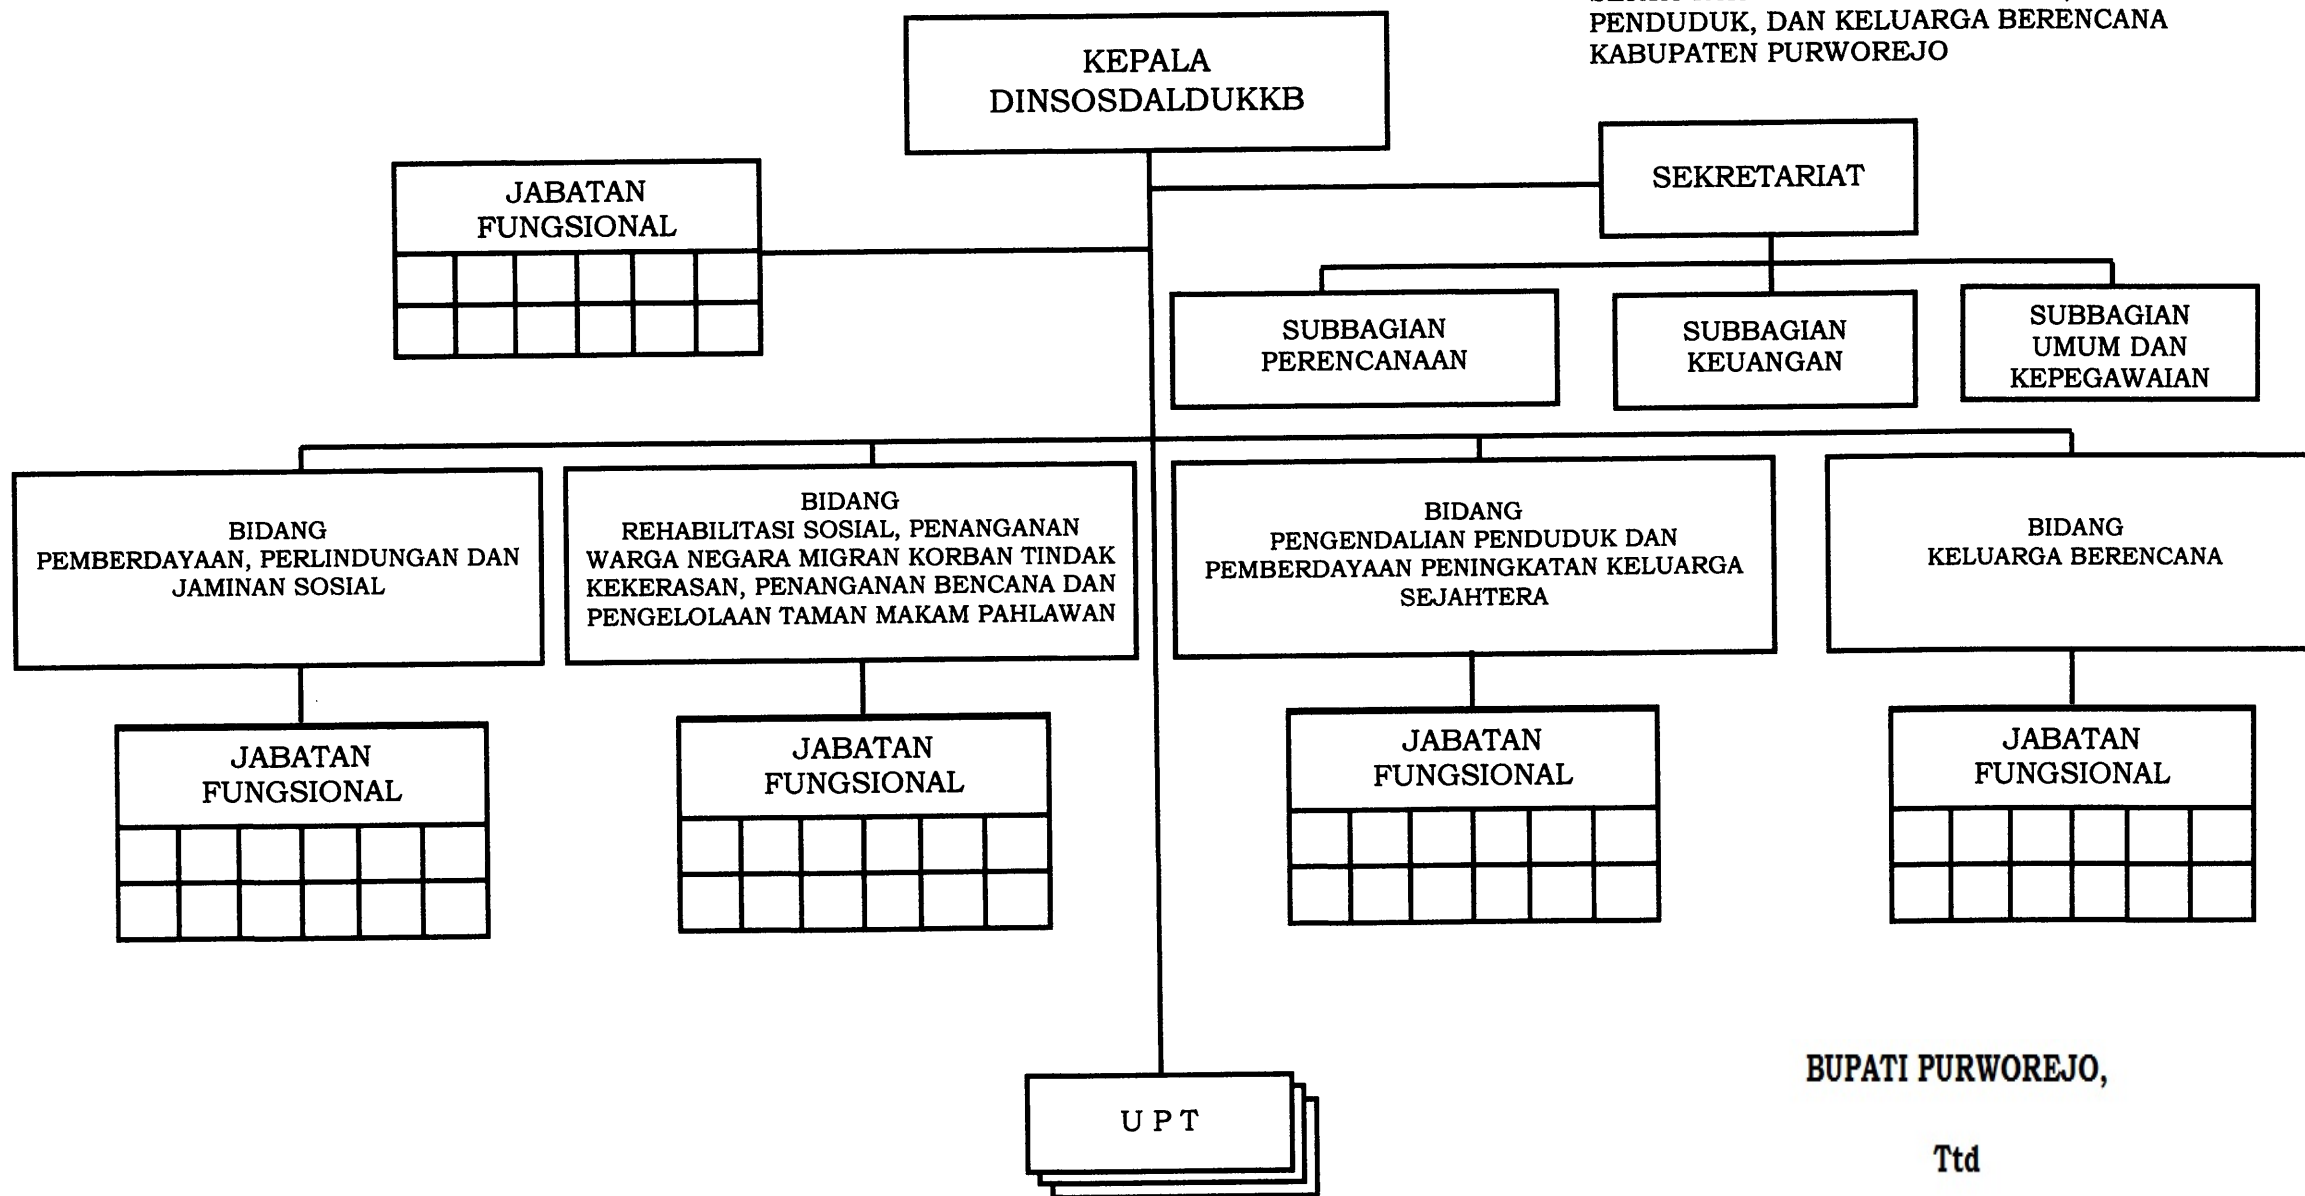 PENDUDUK, DAN KELUARGA BERENCANA
KABUPATEN PURWOREJO
KEPALA
DINSOSDALDUKKB
SEKRETARIAT
JABATAN
FUNGSIONAL
SUBBAGIAN
PERENCANAAN
SUBBAGIAN
KEUANGAN
SUBBAGIAN
UMUM DAN
KEPEGAWAIAN
BIDANG
PEMBERDAYAAN, PERLINDUNGAN DAN
JAMINAN SOSIAL
BIDANG
REHABILITASI SOSIAL, PENANGANAN
WARGA NEGARA MIGRAN KORBAN TINDAK
KEKERASAN, PENANGANAN BENCANA DAN
PENGELOLAAN TAMAN MAKAM PAHLAWAN
BIDANG
PENGENDALIAN PENDUDUK DAN
PEMBERDAYAAN PENINGKATAN KELUARGA
SEJAHTERA
BIDANG
KELUARGA BERENCANA
JABATAN
FUNGSIONAL
JABATAN
FUNGSIONAL
JABATAN
FUNGSIONAL
JABATAN
FUNGSIONAL
U P T
BUPATI PURWOREJO,
Ttd